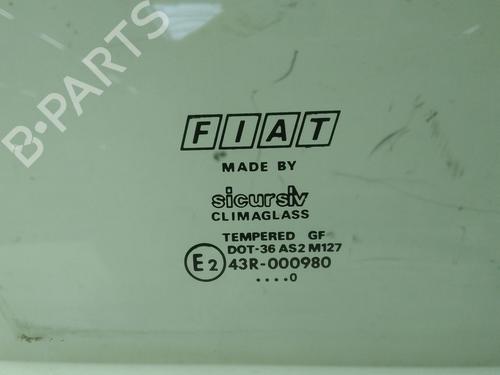 B-PARTS
FIAT
MADE BY
sicursiv
CLIMAGLASS
TEMPERED GF
DOT-36 AS2 M127
E2 43R-000980
....0